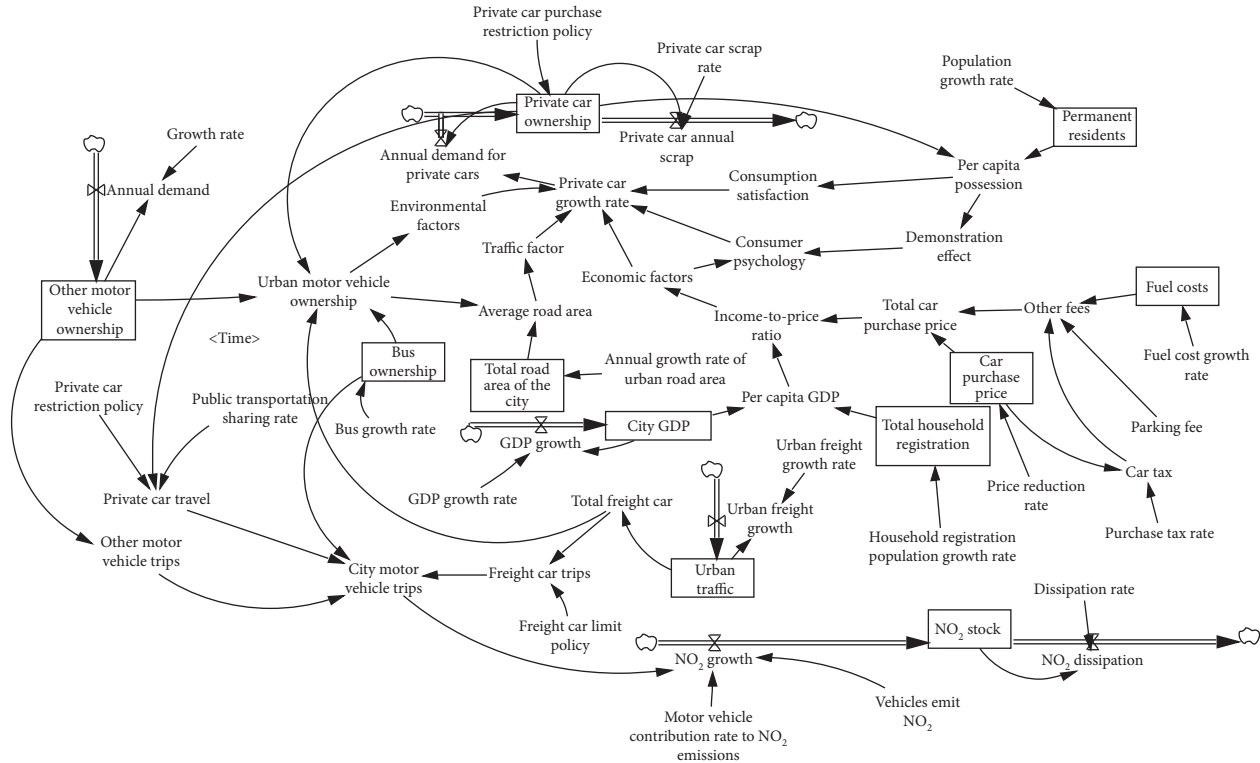 Private car purchase
restriction policy
Private car scrap
rate
Population
growth rate
Private car
ownership
Permanent
residents
Growth rate
Private car annual
scrap
Annual demand for
private cars
Per capita
possession
Annual demand
Private car
growth rate
Consumption
satisfaction
Environmental
factors
Traffic factor
Consumer
psychology
Demonstration
effect
Economic factors
Urban motor vehicle
ownership
Other motor
vehicle
ownership
Fuel costs
Average road area
Income-to-price
ratio
Total car
purchase price
Other fees
<Time>
Bus
ownership
Total road
area of the
city
Annual growth rate of
urban road area
Car
purchase
price
Fuel cost growth
rate
Private car
restriction policy
Public transportation
sharing rate
Per capita GDP
Bus growth rate
City GDP
Total household
registration
Parking fee
GDP growth
Urban freight
growth rate
Car tax
GDP growth rate
Price reduction
rate
Private car travel
Total freight car
Urban freight
growth
Household registration
population growth rate
Purchase tax rate
Other motor
vehicle trips
City motor
vehicle trips
Freight car trips
Urban
traffic
Dissipation rate
Freight car limit
policy
NO₂ stock
NO₂ growth
NO₂ dissipation
Vehicles emit
NO₂
Motor vehicle
contribution rate to NO₂
emissions